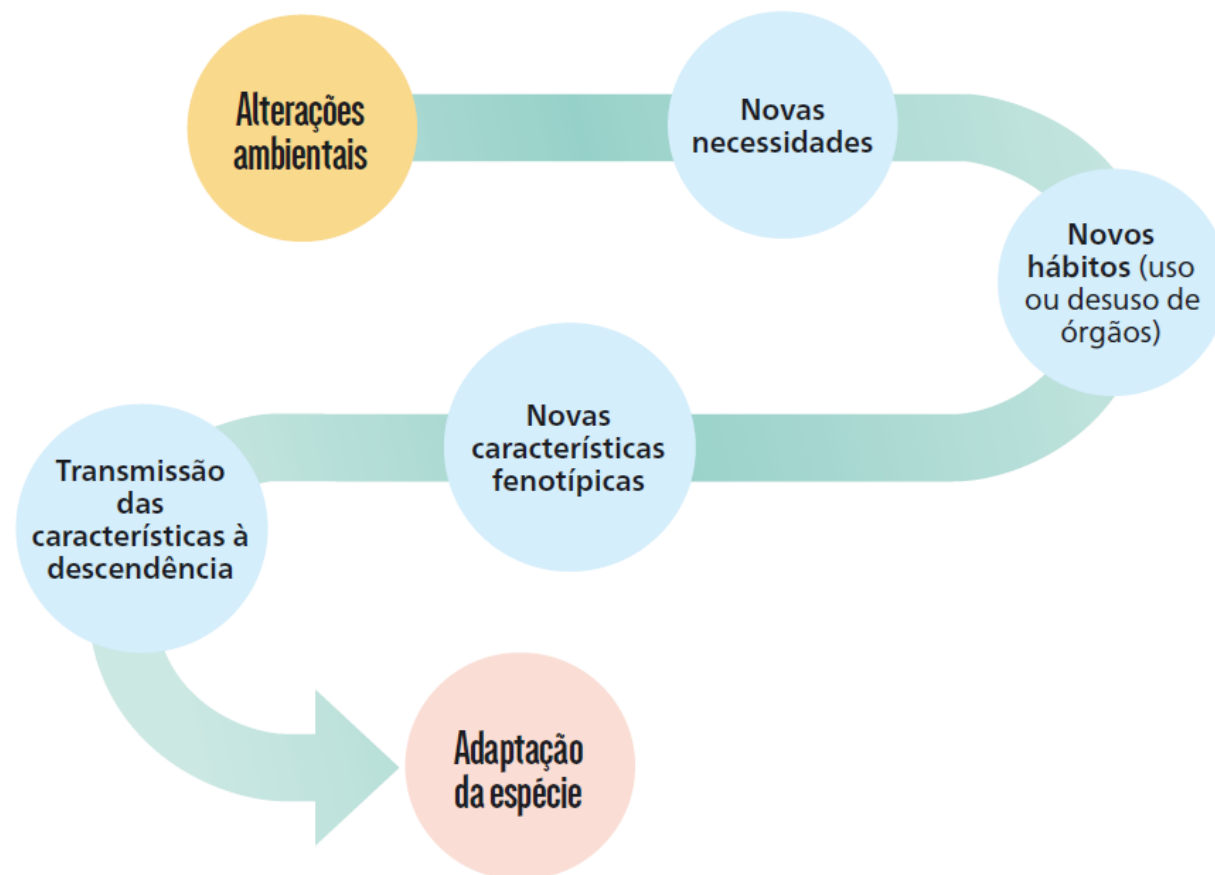 Alterações
ambientais
Novas
necessidades
Novos
hábitos (uso
ou desuso de
órgãos)
Novas
características
fenotípicas
Transmissão
das
características à
descendência
Adaptação
da espécie